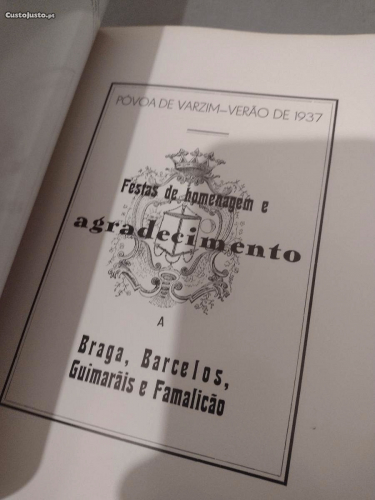 CustoJusto.pt
PÓVOA DE VARZIM—VERÃO DE 1937
Festas de homenagem e
agradecimento
A
Braga, Barcelos,
Guimarãis e Famalicão